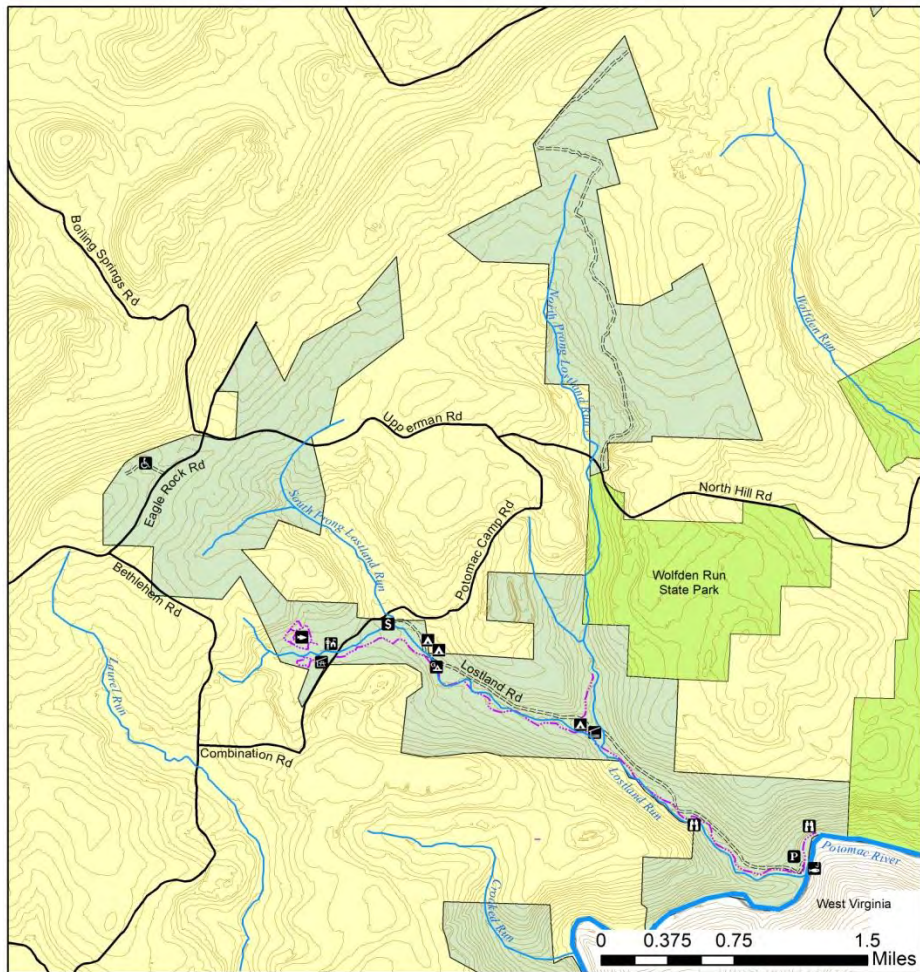 Boiling Springs Rd
North Prong Lostland Run
Wolfden Run
Upperman Rd
Eagle Rock Rd
South Prong Lostland Run
Potomac Camp Rd
North Hill Rd
Bethlehem Rd
Wolfden Run
State Park
$
Laurel Run
Lostland Rd
Combination Rd
Lostland Run
Crooked Run
P
Potomac River
West Virginia
0 0.375 0.75 1.5
Miles